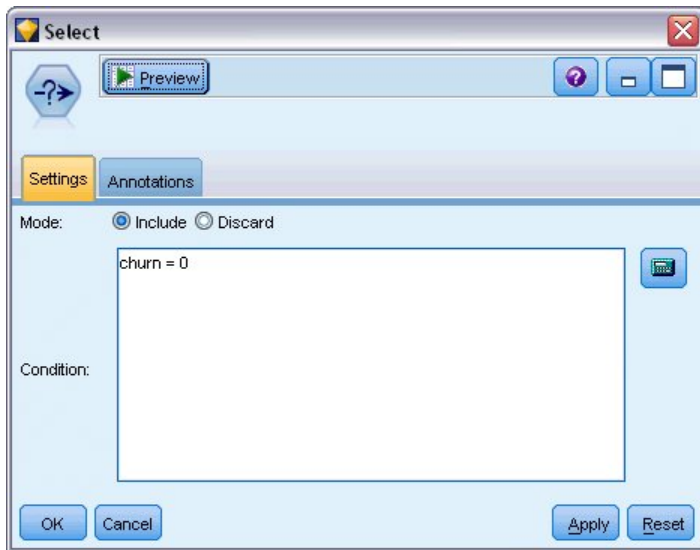 Select
-?->
Preview
?
Settings Annotations
Mode: Include Discard
churn = 0
Condition:
OK Cancel Apply Reset